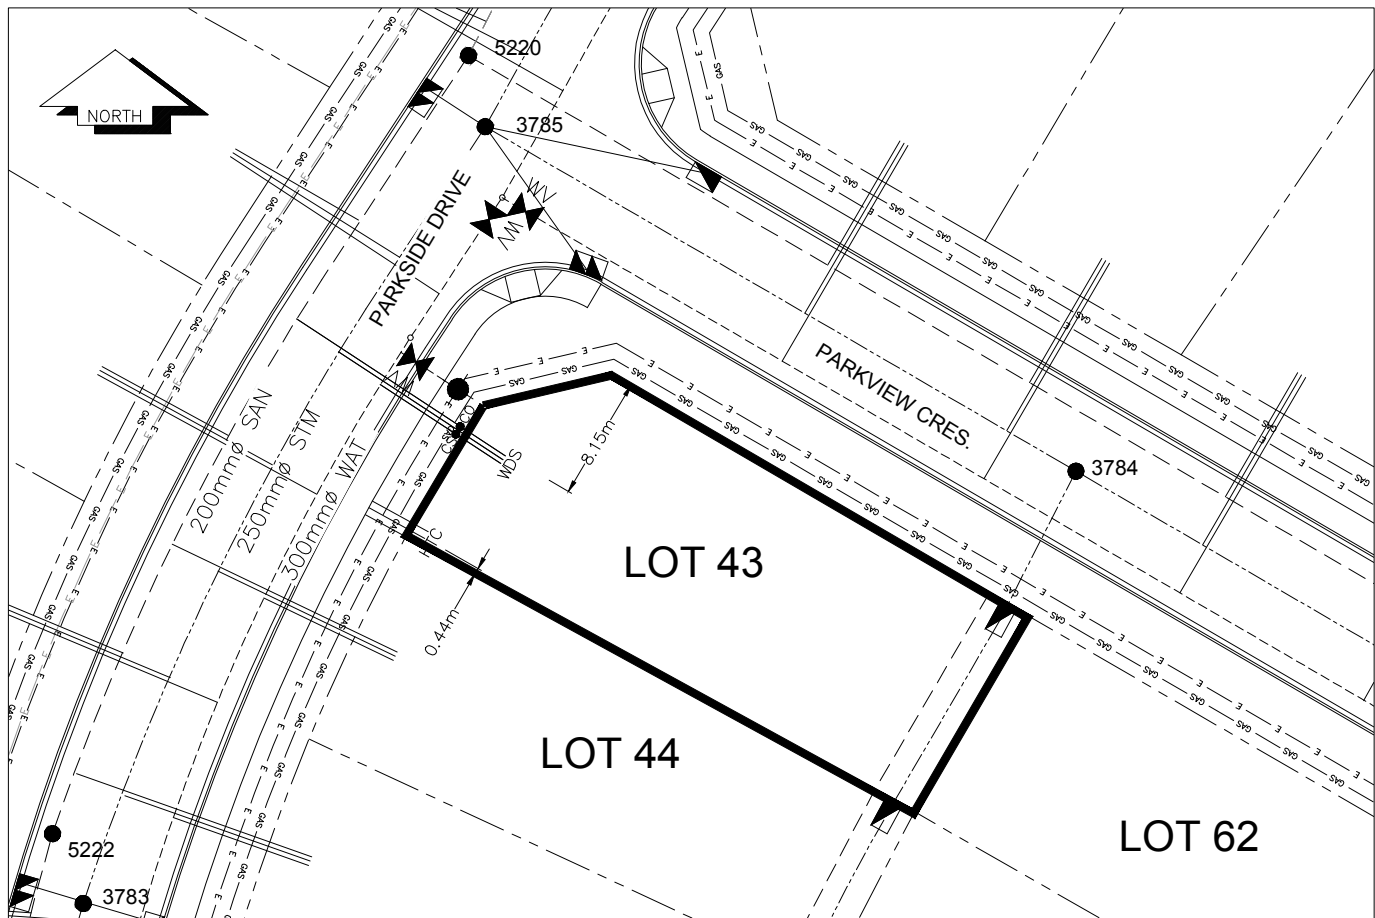 5220
NORTH
3785
PARKSIDE DRIVE
WV
WV
PARKVIEW CRES.
3784
200mmø SAN
250mmø STM
300mmø WAT
WDS
8.15m
0.44m
LOT 43
LOT 44
LOT 62
5222
3783
GAS
E